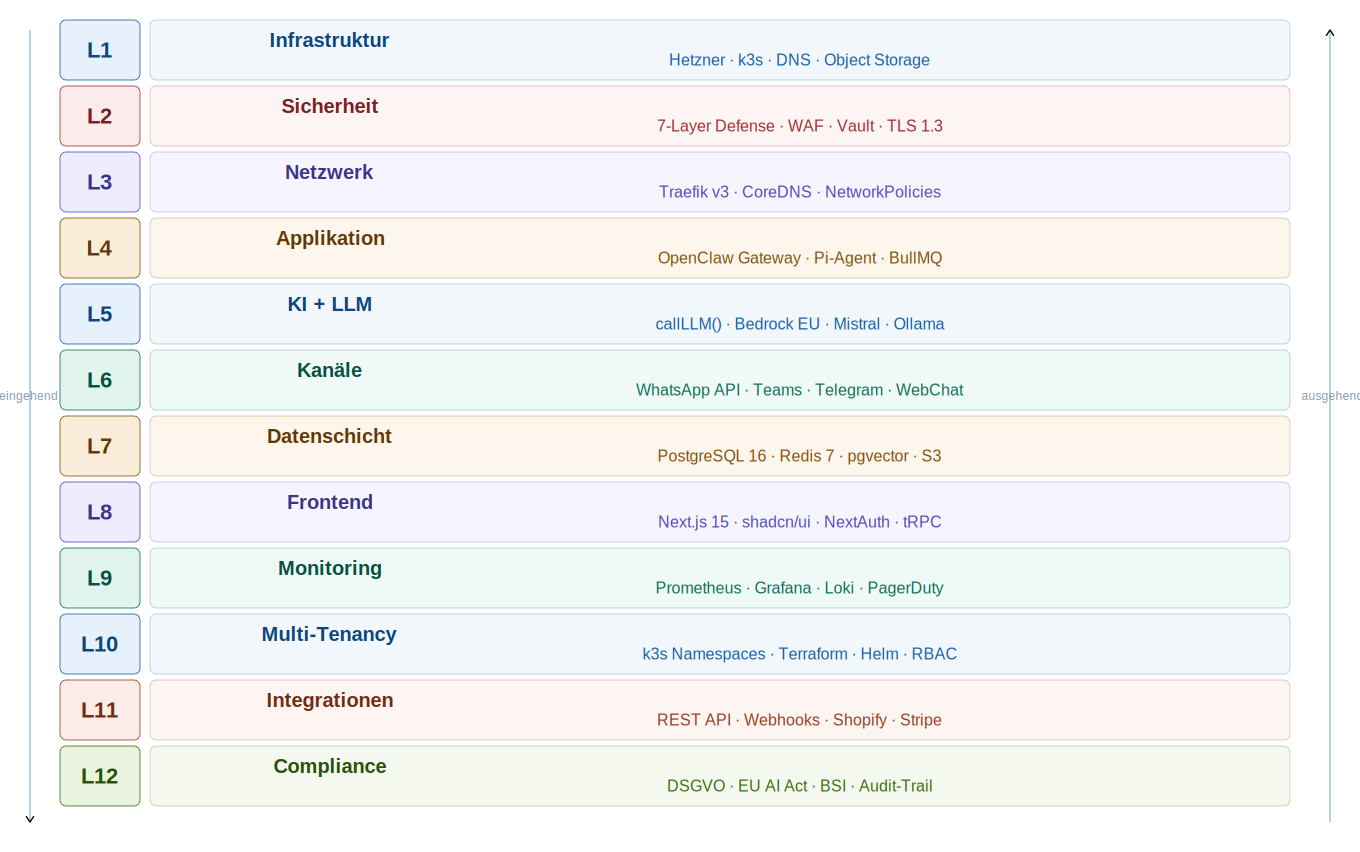 L1
Infrastruktur
Hetzner · k3s · DNS · Object Storage
L2
Sicherheit
7-Layer Defense · WAF · Vault · TLS 1.3
L3
Netzwerk
Traefik v3 · CoreDNS · NetworkPolicies
L4
Applikation
OpenClaw Gateway · Pi-Agent · BullMQ
L5
KI + LLM
callLLM() · Bedrock EU · Mistral · Ollama
L6
Kanäle
WhatsApp API · Teams · Telegram · WebChat
eingehend
ausgehend
L7
Datenschicht
PostgreSQL 16 · Redis 7 · pgvector · S3
L8
Frontend
Next.js 15 · shadcn/ui · NextAuth · tRPC
L9
Monitoring
Prometheus · Grafana · Loki · PagerDuty
L10
Multi-Tenancy
k3s Namespaces · Terraform · Helm · RBAC
L11
Integrationen
REST API · Webhooks · Shopify · Stripe
L12
Compliance
DSGVO · EU AI Act · BSI · Audit-Trail